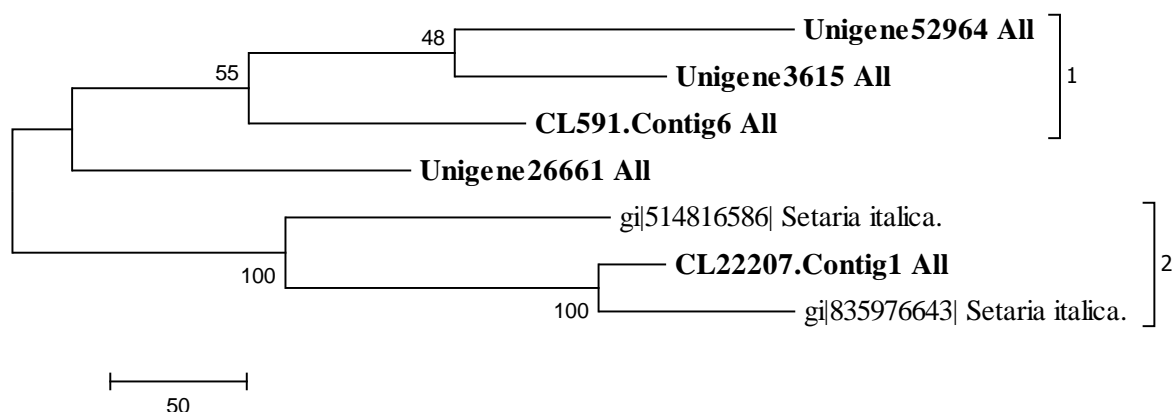 Unigene52964 All
48
Unigene3615 All
55
1
CL591.Contig6 All
Unigene26661 All
gi|514816586| Setaria italica.
CL22207.Contig1 All
2
100
gi|835976643| Setaria italica.
100
50